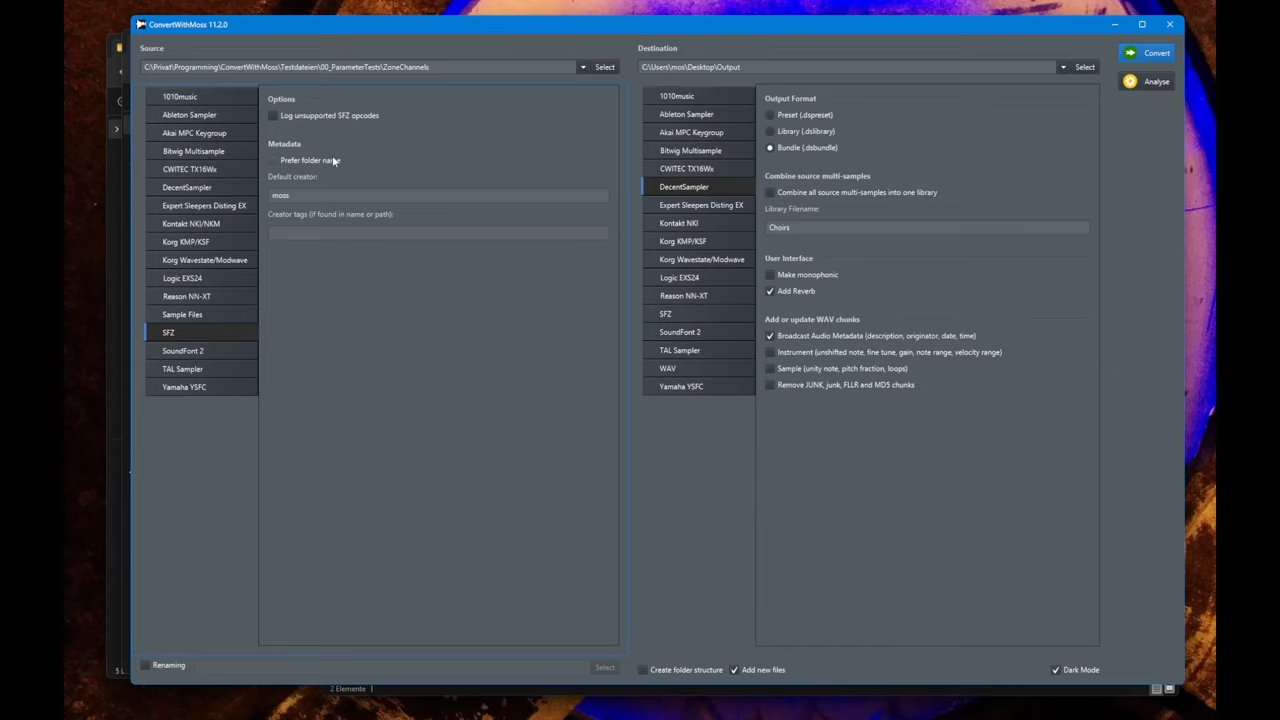 ConvertWithMoss 11.2.0
Source
C:\Privat\Programming\ConvertWithMoss\Testdateien\00_ParameterTests\ZoneChannels
Select
1010music
Ableton Sampler
Akai MPC Keygroup
Bitwig Multisample
CWITEC TX16Wx
DecentSampler
Expert Sleepers Disting EX
Kontakt NKI/NKM
Korg KMP/KSF
Korg Wavestate/Modwave
Logic EXS24
Reason NN-XT
Sample Files
SFZ
SoundFont 2
TAL Sampler
Yamaha YSFC
Options
Log unsupported SFZ opcodes
Metadata
Prefer folder name
Default creator:
moss
Creator tags (if found in name or path):
Renaming
Select
Destination
C:\Users\mos\Desktop\Output
Select
1010music
Ableton Sampler
Akai MPC Keygroup
Bitwig Multisample
CWITEC TX16Wx
DecentSampler
Expert Sleepers Disting EX
Kontakt NKI
Korg KMP/KSF
Korg Wavestate/Modwave
Logic EXS24
Reason NN-XT
SFZ
SoundFont 2
TAL Sampler
WAV
Yamaha YSFC
Output Format
Preset (.dspreset)
Library (.dslibrary)
Bundle (.dsbundle)
Combine source multi-samples
Combine all source multi-samples into one library
Library Filename:
Choirs
User Interface
Make monophonic
Add Reverb
Add or update WAV chunks
Broadcast Audio Metadata (description, originator, date, time)
Instrument (unshifted note, fine tune, gain, note range, velocity range)
Sample (unity note, pitch fraction, loops)
Remove JUNK, junk, FLLR and MD5 chunks
Create folder structure
Add new files
Dark Mode
Convert
Analyse
2 Elemente